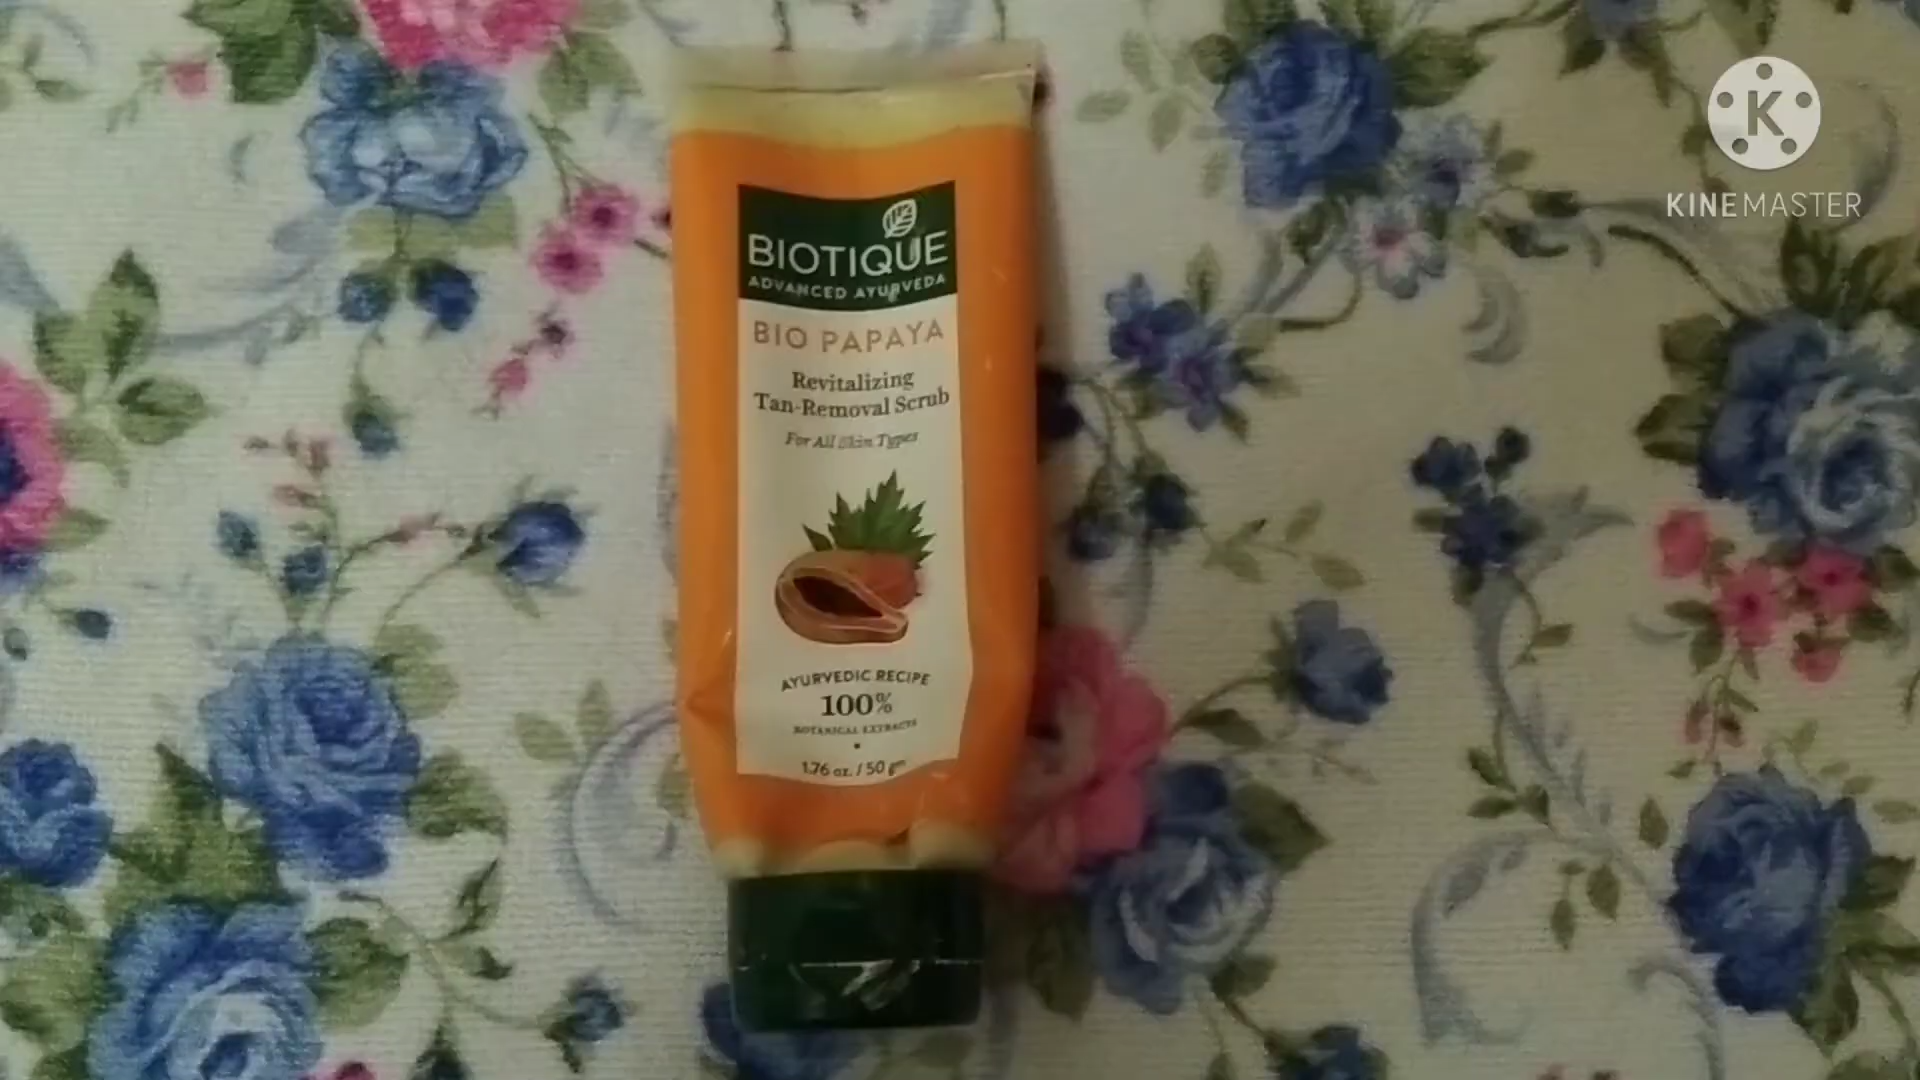 BIOTIQUE
ADVANCED AYURVEDA
BIO PAPAYA
Revitalizing
Tan-Removal Scrub
For All Skin Types
AYURVEDIC RECIPE
100%
BOTANICAL EXTRACTS
1.76 oz. / 50 gm
K
KINEMASTER